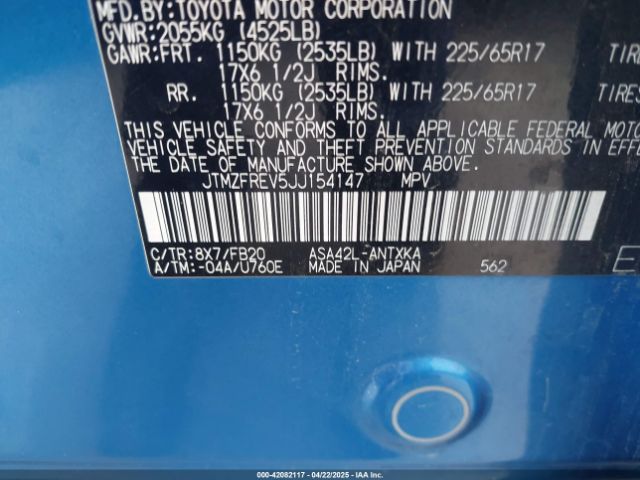 MFD.BY: TOYOTA MOTOR CORPORATION
GVWR: 2055KG (4525LB)
GAWR:FRT. 1150KG (2535LB) WITH 225/65R17 TIRE
17X6 1/2J RIMS.
RR. 1150KG (2535LB) WITH 225/65R17 TIRES
17X6 1/2J RIMS.
THIS VEHICLE CONFORMS TO ALL APPLICABLE FEDERAL MOTO
VEHICLE SAFETY AND THEFT PREVENTION STANDARDS IN EFFE
THE DATE OF MANUFACTURE SHOWN ABOVE.
JTMZFREV5JJ154147 MPV
C/TR: 8X7/FB20 ASA42L-ANTXKA
A/TM: -04A/U760E MADE IN JAPAN 562 E
000-42082117 - 04/22/2025 - IAAI.COM